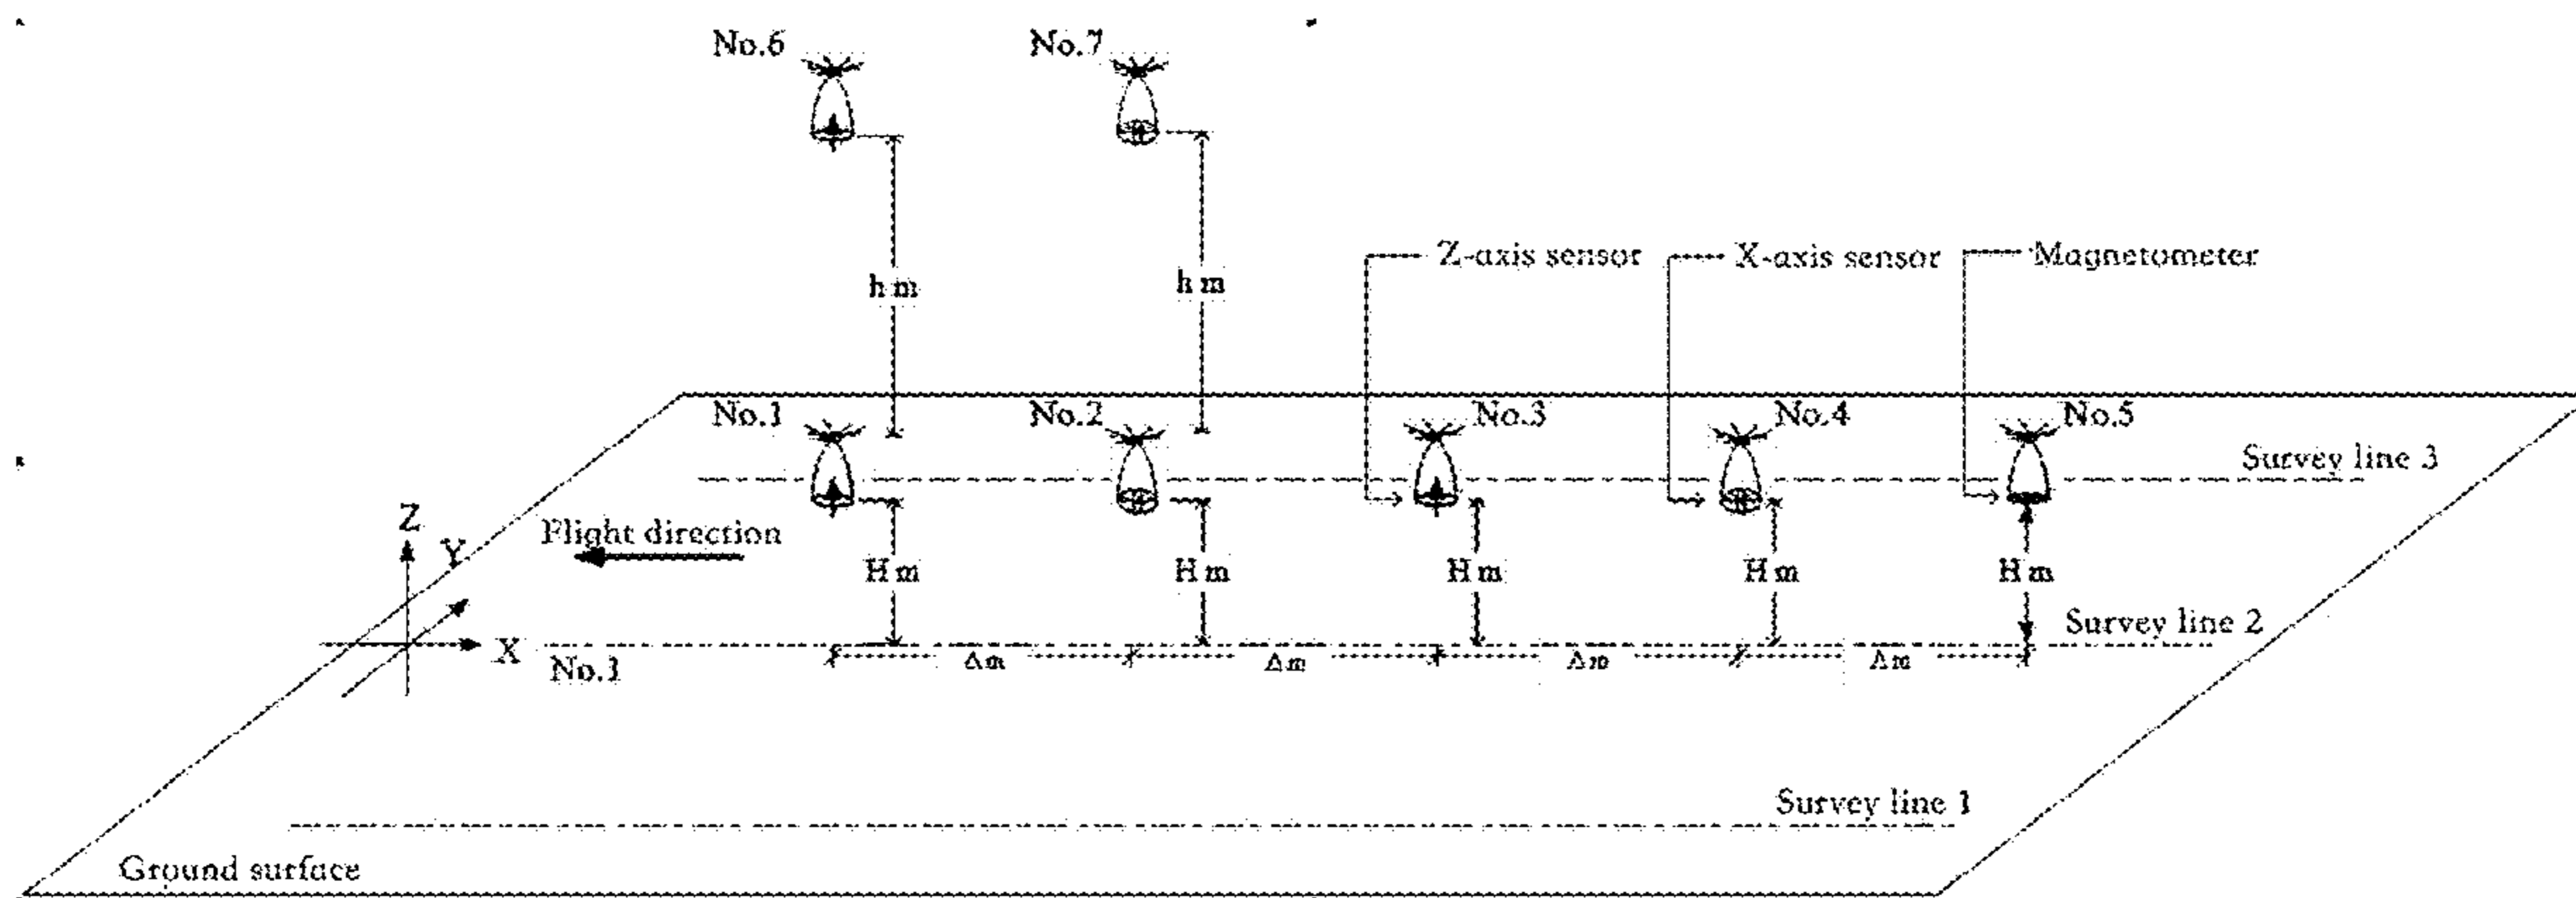 No.6
No.7
h m
h m
Z-axis sensor
X-axis sensor
Magnetometer
No.1
No.2
No.3
No.4
No.5
Survey line 3
Z
Y
Flight direction
H m
H m
H m
H m
H m
X
No.1
Δm
Δm
Δm
Δm
Survey line 2
Survey line 1
Ground surface